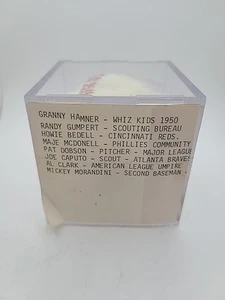 GRANNY HAMNER - WHIZ KIDS 1950
RANDY GUMPERT - SCOUTING BUREAU
HOWIE BEDELL - CINCINNATI REDS.
MAJE MCDONELL - PHILLIES COMMUNITY
PAT DOBSON - PITCHER - MAJOR LEAGUE
JOE CAPUTO - SCOUT - ATLANTA BRAVES
AL CLARK - AMERICAN LEAGUE UMPIRE
MICKEY MORANDINI - SECOND BASEMAN -